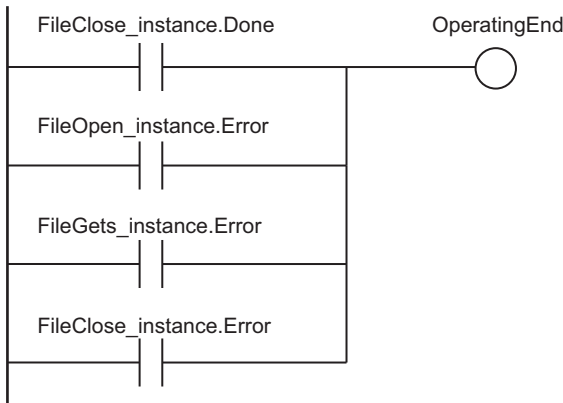 FileClose_instance.Done
OperatingEnd
FileOpen_instance.Error
FileGets_instance.Error
FileClose_instance.Error